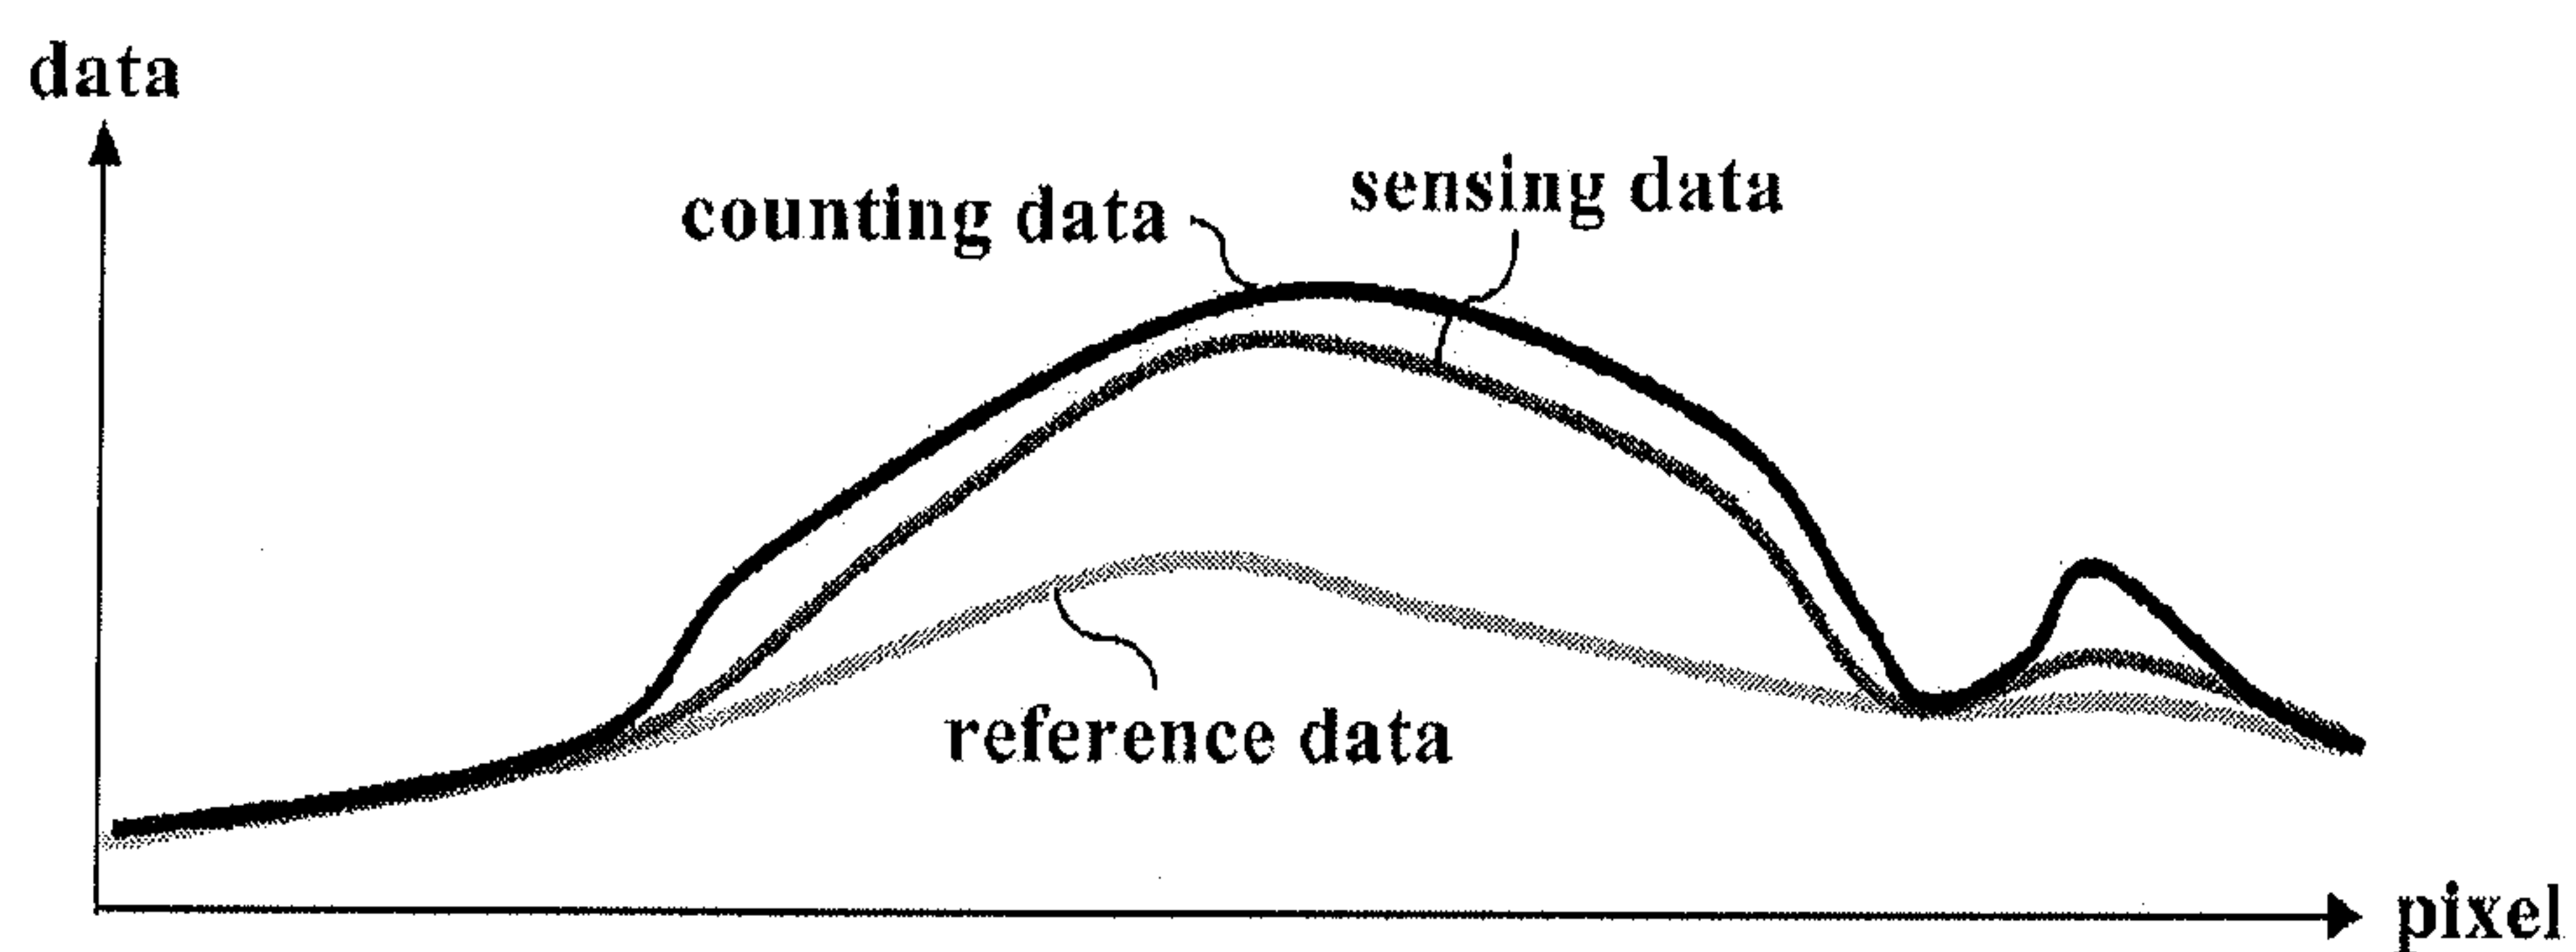 data
counting data
sensing data
reference data
pixel